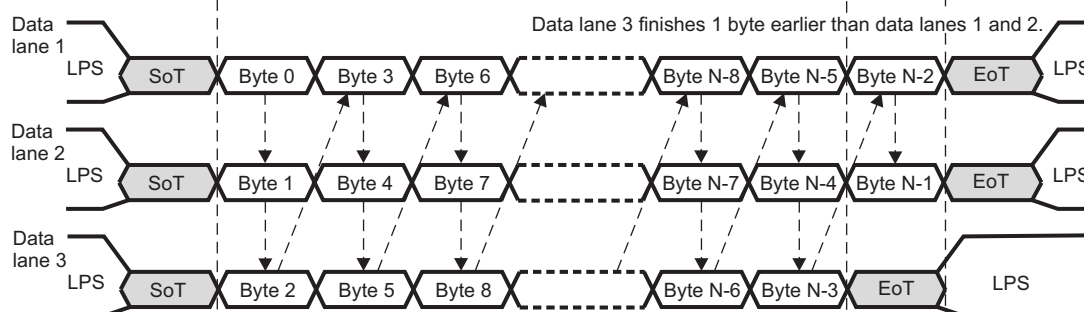 Data lane 3 finishes 1 byte earlier than data lanes 1 and 2.
Data
lane 1
LPS
SoT Byte 0 Byte 3 Byte 6 Byte N-8 Byte N-5 Byte N-2 EoT LPS
Data
lane 2
LPS
SoT Byte 1 Byte 4 Byte 7 Byte N-7 Byte N-4 Byte N-1 EoT LPS
Data
lane 3
LPS
SoT Byte 2 Byte 5 Byte 8 Byte N-6 Byte N-3 EoT LPS